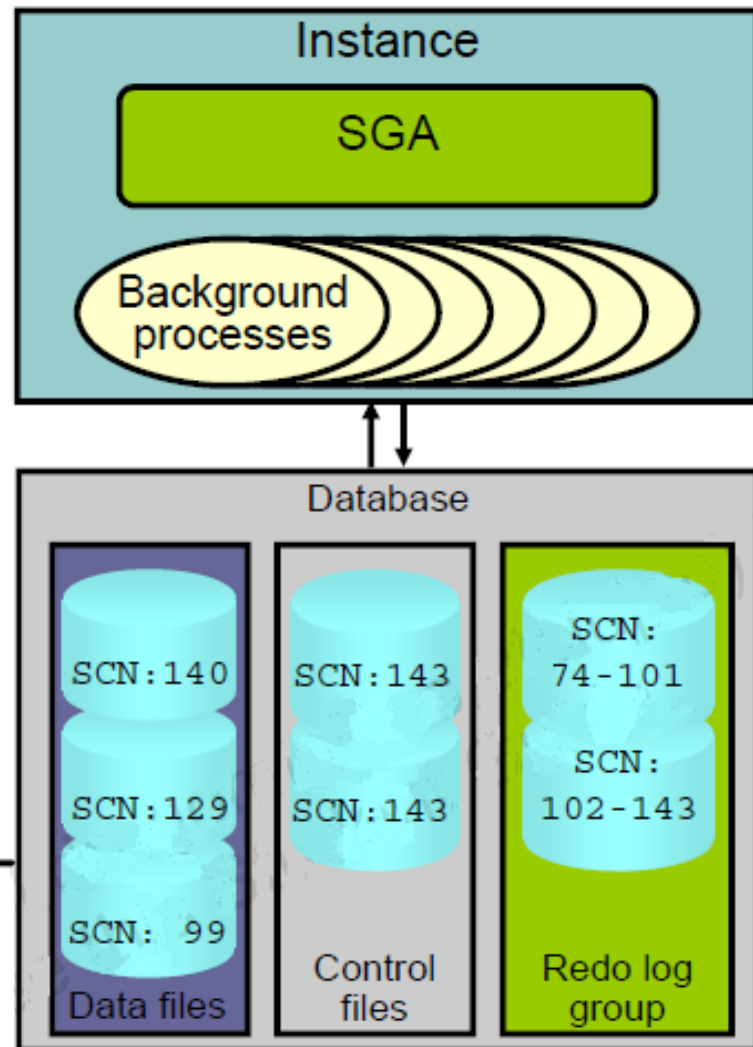 Instance
SGA
Background
processes
Database
SCN:140
SCN:129
SCN: 99
Data files
SCN:143
SCN:143
Control
files
SCN:
74-101
SCN:
102-143
Redo log
group